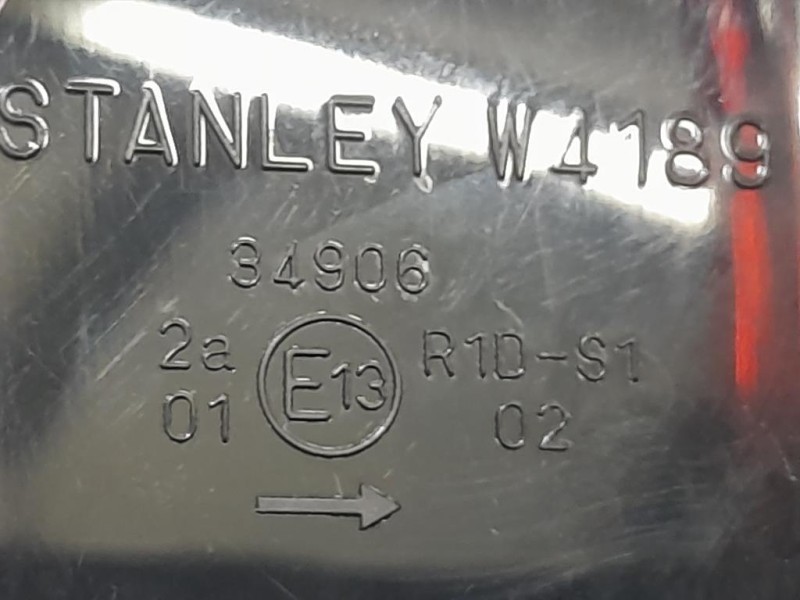 STANLEY W4189
34906
2a E13 R1D-S1
01 02